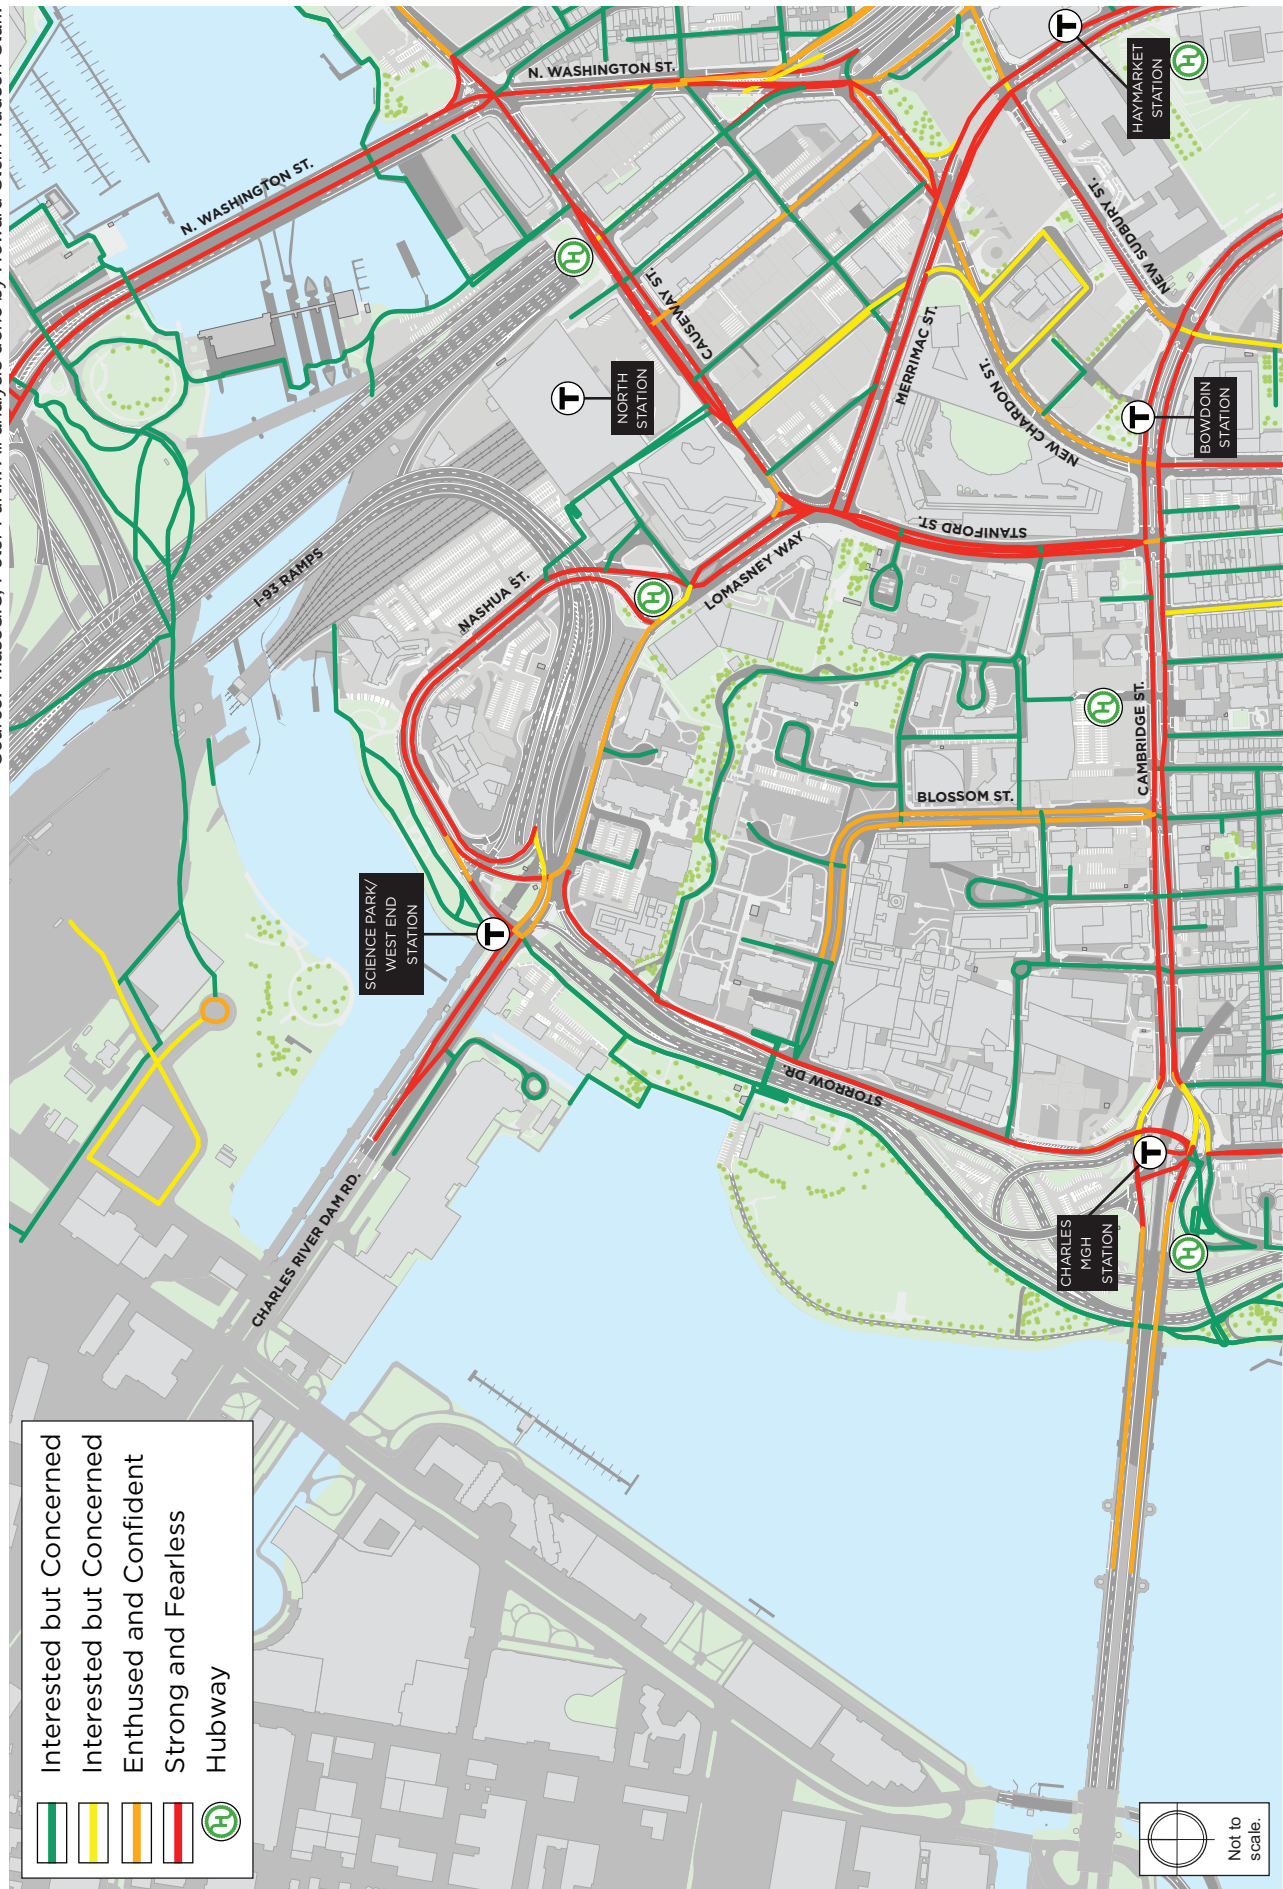 Interested but Concerned
Interested but Concerned
Enthused and Confident
Strong and Fearless
Hubway
CHARLES RIVER DAM RD.
SCIENCE PARK/
WEST END
STATION
T
I-93 RAMPS
NASHUA ST.
N. WASHINGTON ST.
N. WASHINGTON ST.
NORTH
STATION
T
CAUSEWAY ST.
LOMASNEY WAY
MERRIMAC ST.
STANIFORD ST.
NEW CHARDON ST.
NEW SUDBURY ST.
HAYMARKET
STATION
T
BOWDOIN
STATION
T
BLOSSOM ST.
CAMBRIDGE ST.
STORROW DR.
CHARLES
MGH
STATION
T
Not to
scale.